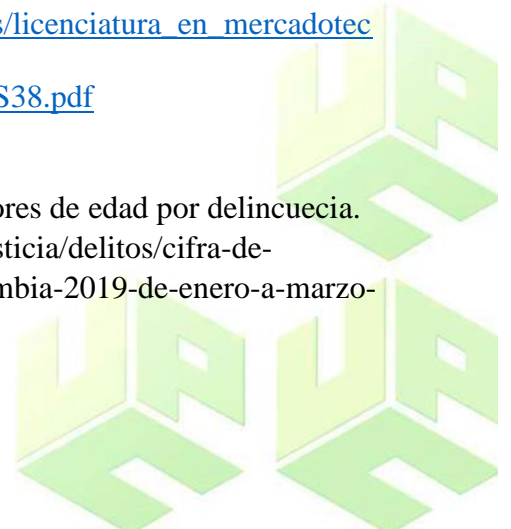 s/licenciatura_en_mercadotec
S38.pdf
ores de edad por delincuecia.
sticia/delitos/cifra-de-
mbia-2019-de-enero-a-marzo-